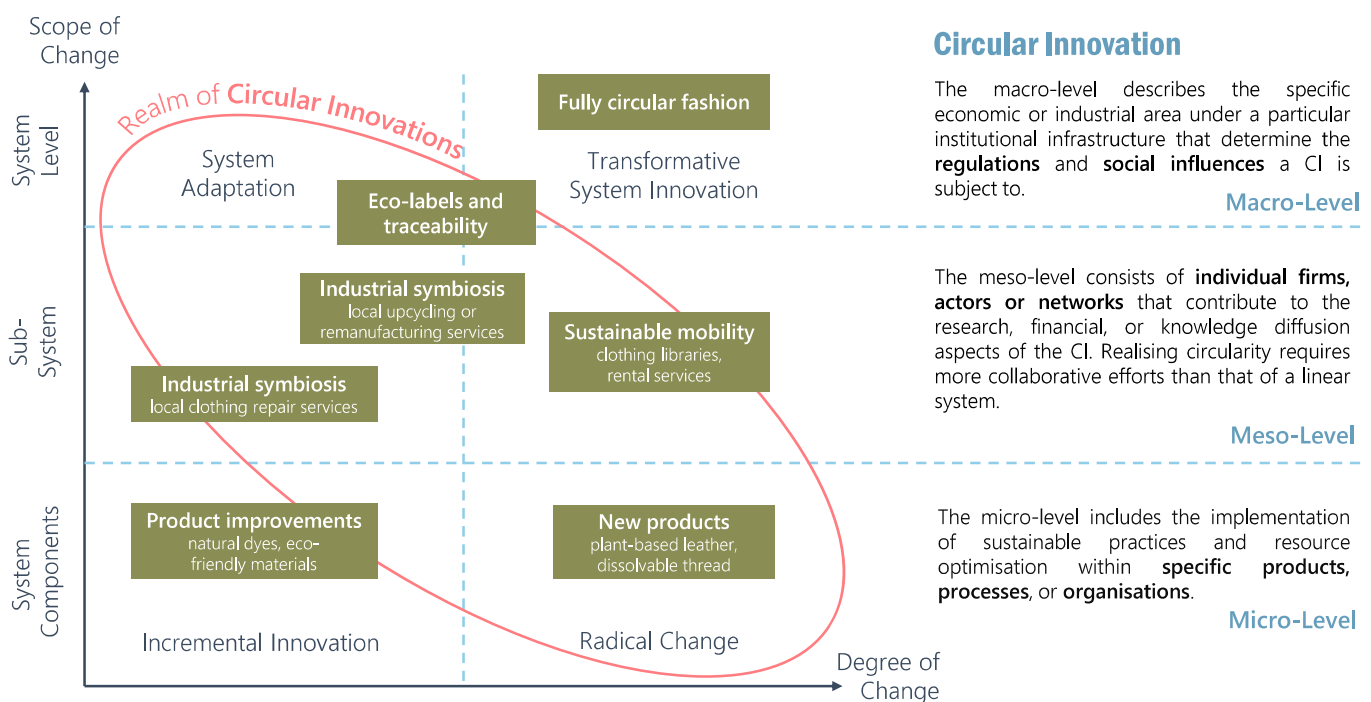 Scope of
Change
System
Level
Sub-
System
System
Components
Realm of Circular Innovations
System
Adaptation
Fully circular fashion
Transformative
System Innovation
Eco-labels and
traceability
Industrial symbiosis
local upcycling or
remanufacturing services
Sustainable mobility
clothing libraries,
rental services
Industrial symbiosis
local clothing repair services
Product improvements
natural dyes, eco-
friendly materials
New products
plant-based leather,
dissolvable thread
Incremental Innovation
Radical Change
Degree of
Change
Circular Innovation
The macro-level describes the specific
economic or industrial area under a particular
institutional infrastructure that determine the
regulations and social influences a CI is
subject to.
Macro-Level
The meso-level consists of individual firms,
actors or networks that contribute to the
research, financial, or knowledge diffusion
aspects of the CI. Realising circularity requires
more collaborative efforts than that of a linear
system.
Meso-Level
The micro-level includes the implementation
of sustainable practices and resource
optimisation within specific products,
processes, or organisations.
Micro-Level